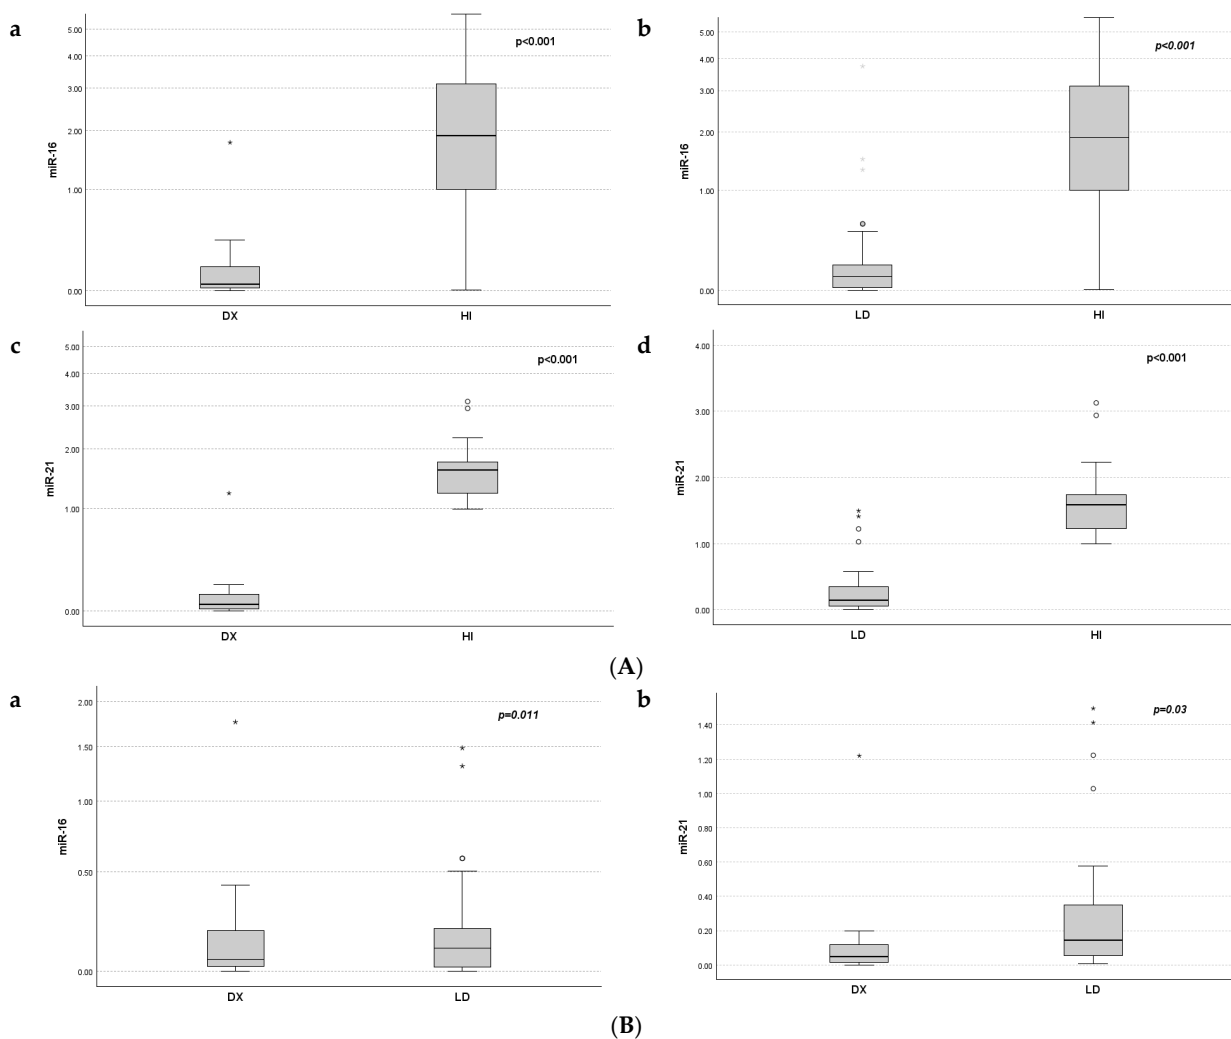 a
p<0.001
5.00
4.00
3.00
2.00
1.00
0.00
miR-16
DX
HI
b
p<0.001
5.00
4.00
3.00
2.00
1.00
0.00
miR-16
LD
HI
c
p<0.001
5.00
4.00
3.00
2.00
1.00
0.00
miR-21
DX
HI
d
p<0.001
4.00
3.00
2.00
1.00
0.00
miR-21
LD
HI
(A)
a
p=0.011
2.00
1.50
1.00
0.50
0.00
miR-16
DX
LD
b
p=0.03
1.40
1.20
1.00
0.80
0.60
0.40
0.20
0.00
miR-21
DX
LD
(B)